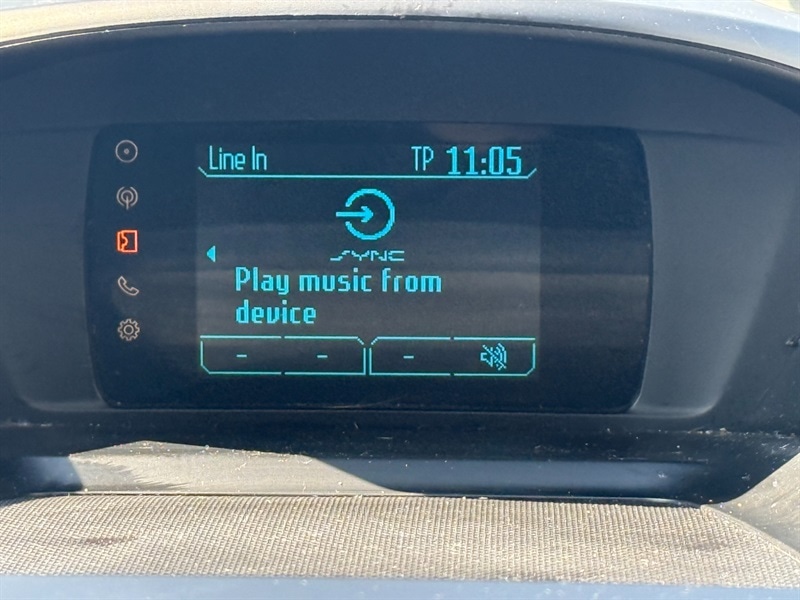 Line In
TP 11:05
SYNC
Play music from
device